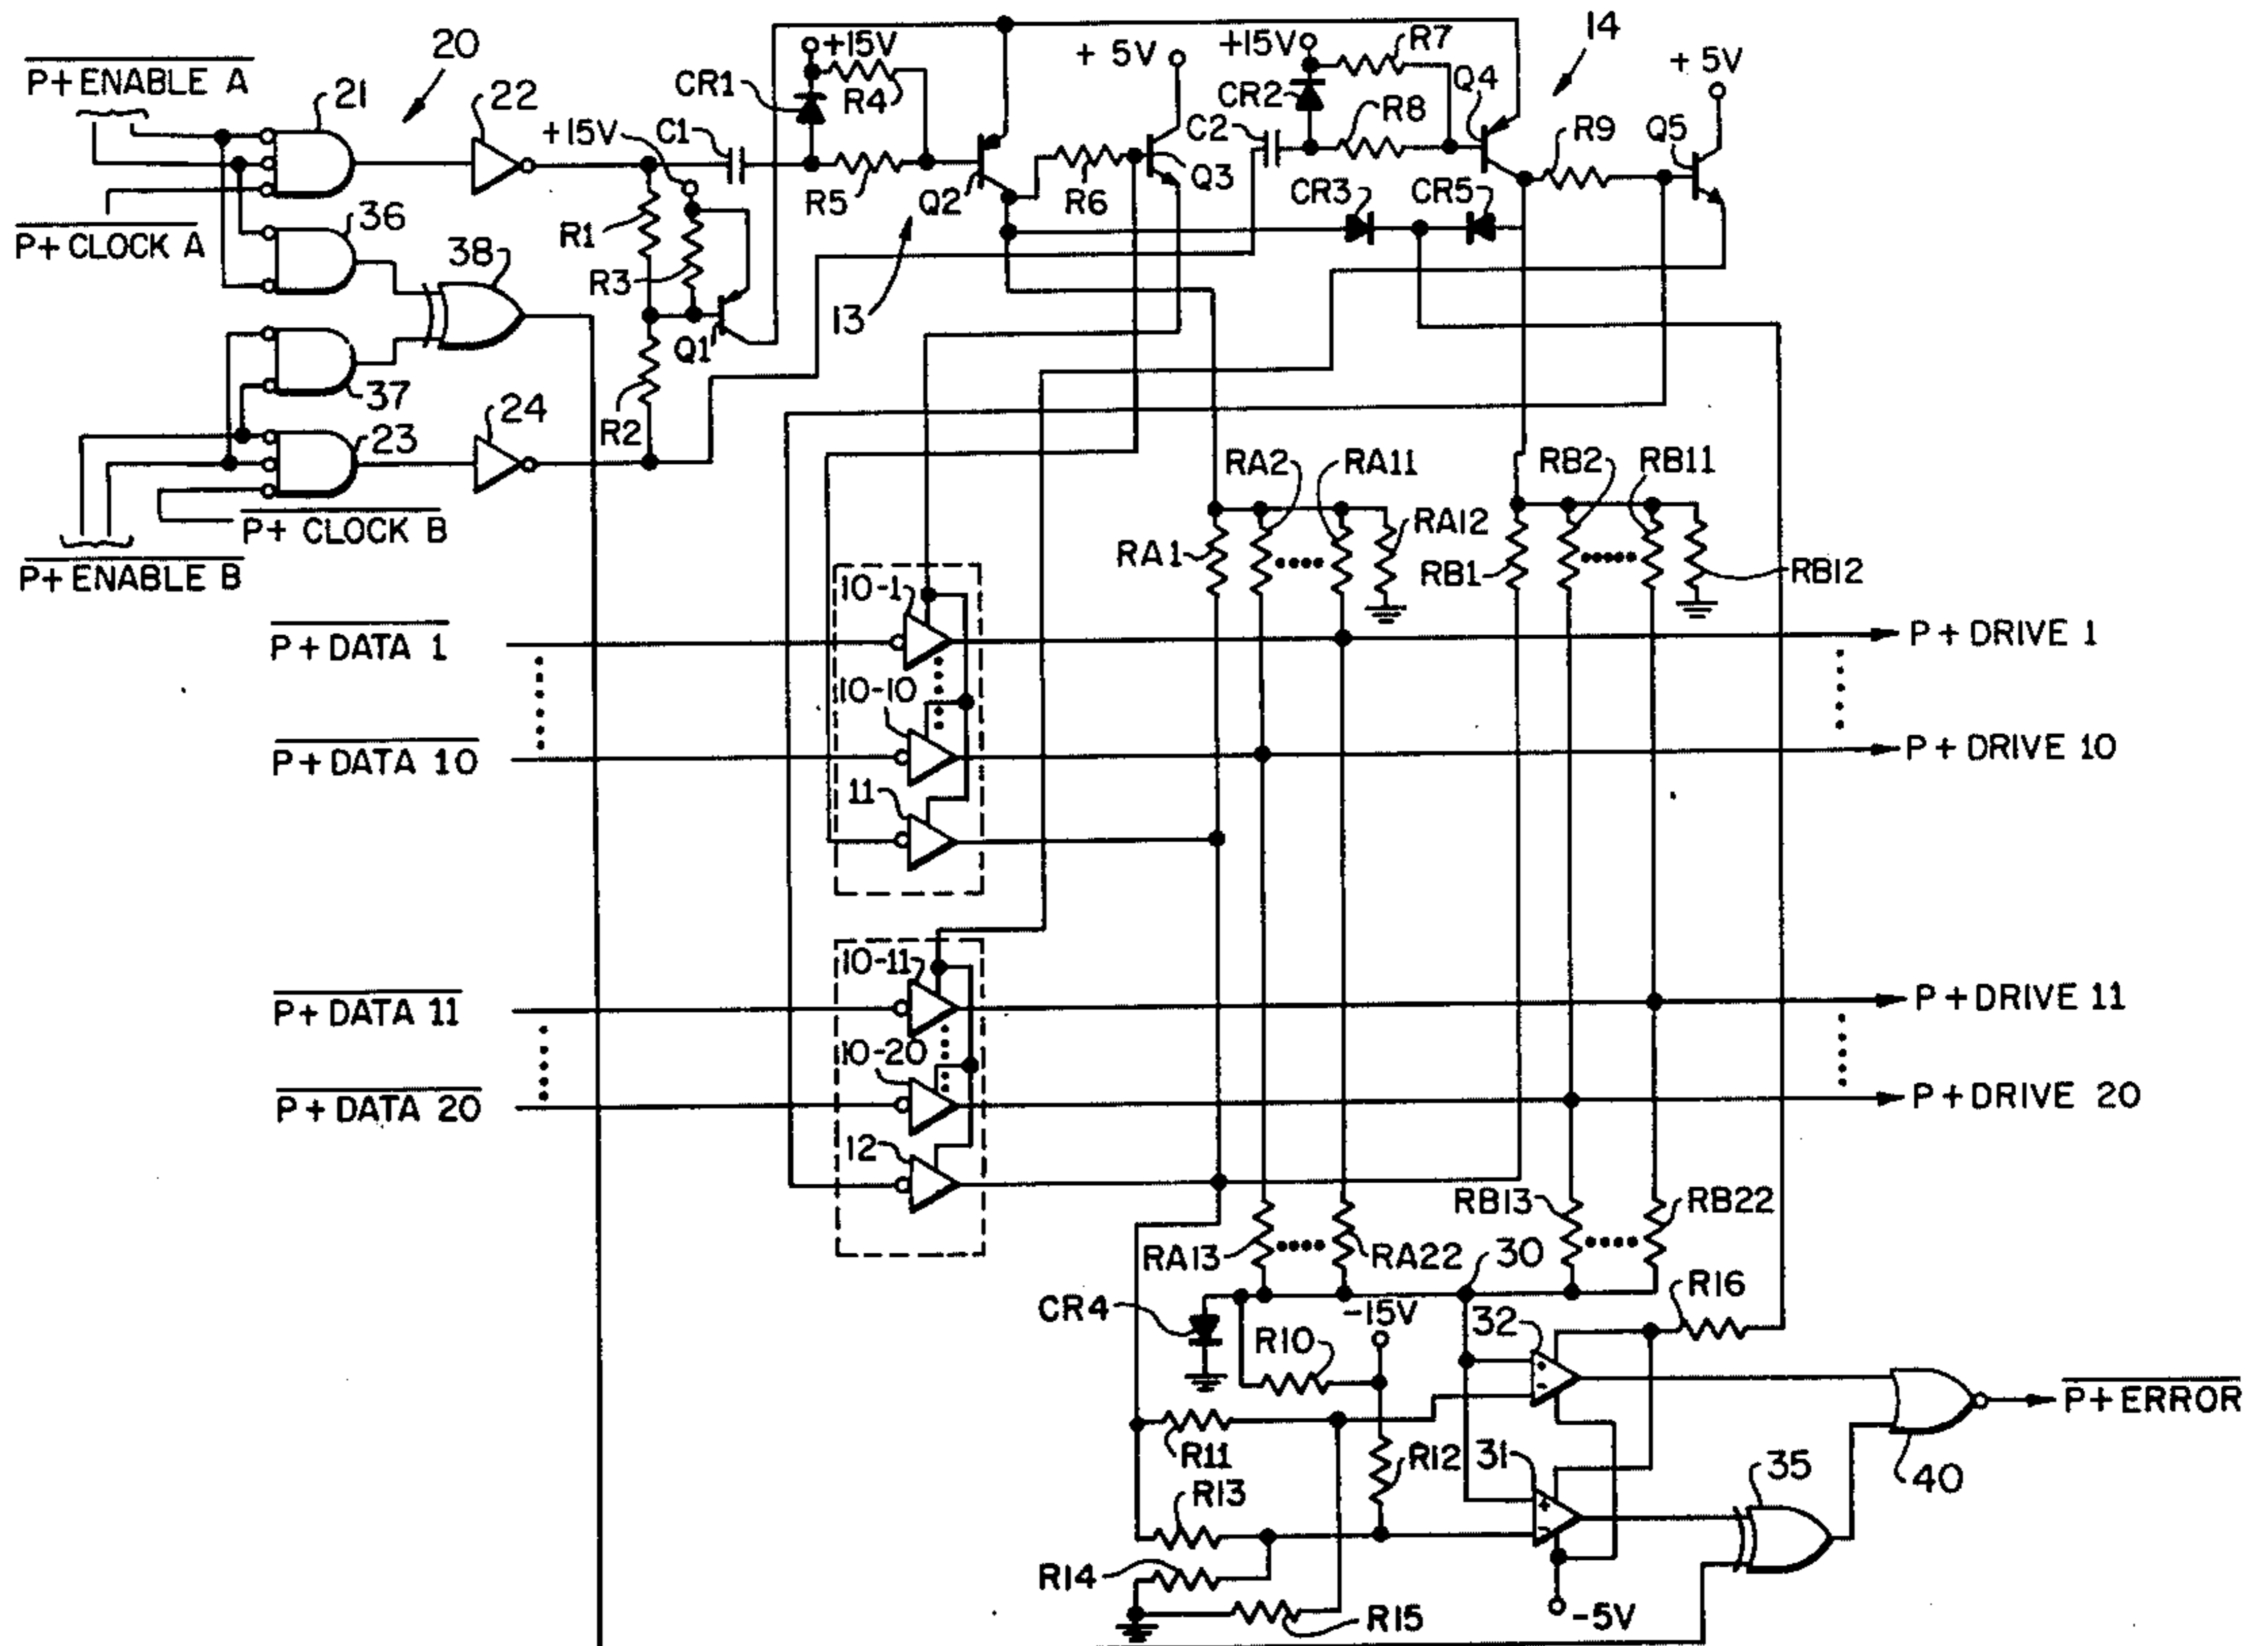 20
P+ ENABLE A
21
22
+15V
CR1
R4
C1
+15V
+ 5V
+15V
R7
CR2
R8
C2
Q4
14
+ 5V
R9
Q5
P+ CLOCK A
36
38
R1
R3
R5
Q2
R6
Q3
CR3
CR5
13
Q1
37
R2
24
23
P+ CLOCK B
P+ ENABLE B
RA2
RA11
RB2
RB11
RA1
RA12
RB1
RB12
10-1
P+ DATA 1
P + DRIVE 1
10-10
P+ DATA 10
P + DRIVE 10
11
10-11
P+ DATA 11
P + DRIVE 11
10-20
P+ DATA 20
P + DRIVE 20
12
RB13
RB22
RA13
RA22
30
R16
CR4
-15V
R10
32
+
-
P+ ERROR
R11
R12
31
35
40
R13
+
-
R14
R15
-5V